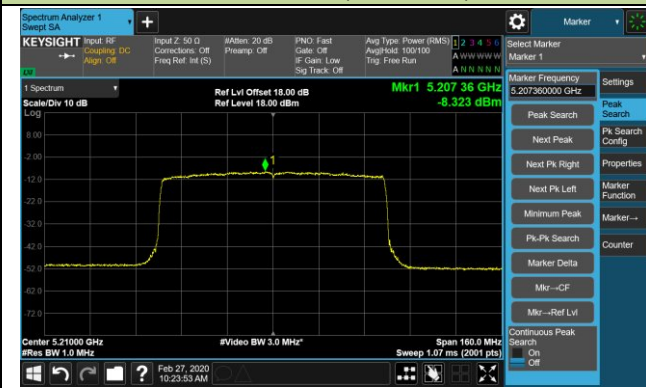 Spectrum Analyzer 1
Swept SA
Marker
KEYSIGHT
Input: RF
Coupling: DC
Align: Off
Input Z: 50 Ω
Corrections: Off
Freq Ref: Int (S)
#Atten: 20 dB
Preamp: Off
PNO: Fast
Gate: Off
IF Gain: Low
Sig Track: Off
Avg Type: Power (RMS)
Avg|Hold: 100/100
Trig: Free Run
1 2 3 4 5 6
A W W W W W
A N N N N N
LXI
Select Marker
Marker 1
1 Spectrum
Scale/Div 10 dB
Log
Ref Lvl Offset 18.00 dB
Ref Level 18.00 dBm
Mkr1 5.207 36 GHz
-8.323 dBm
8.00
-2.00
-12.0
-22.0
-32.0
-42.0
-52.0
-62.0
-72.0
1
Center 5.21000 GHz
#Res BW 1.0 MHz
#Video BW 3.0 MHz*
Span 160.0 MHz
Sweep 1.07 ms (2001 pts)
Marker Frequency
5.207360000 GHz
Peak Search
Next Peak
Next Pk Right
Next Pk Left
Minimum Peak
Pk-Pk Search
Marker Delta
Mkr→CF
Mkr→Ref Lvl
Continuous Peak
Search
On
Off
Settings
Peak
Search
Pk Search
Config
Properties
Marker
Function
Marker→
Counter
Feb 27, 2020
10:23:53 AM